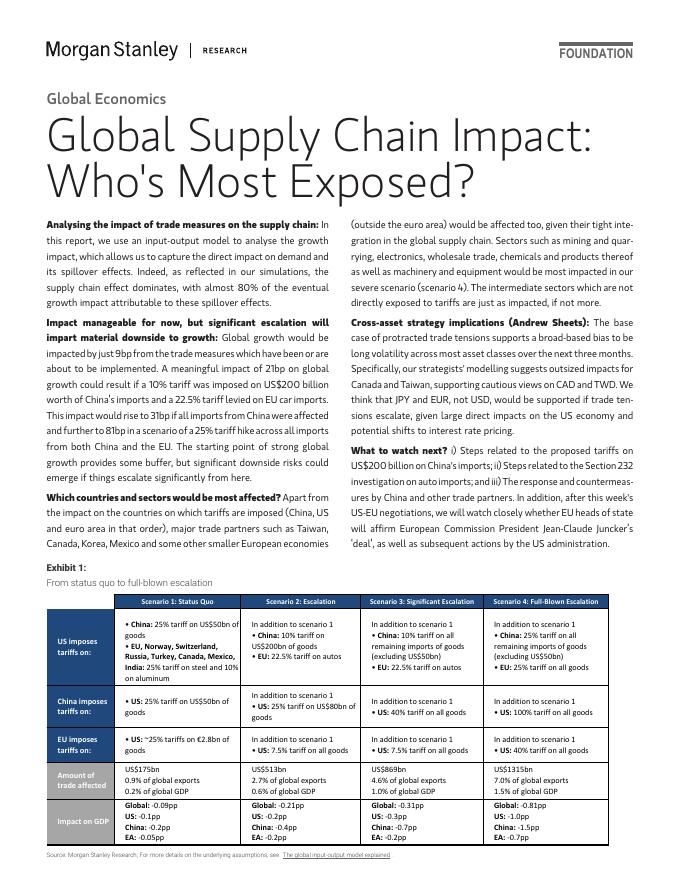 Morgan Stanley | RESEARCH
FOUNDATION
Global Economics
Global Supply Chain Impact:
Who's Most Exposed?
Analysing the impact of trade measures on the supply chain: In
this report, we use an input-output model to analyse the growth
impact, which allows us to capture the direct impact on demand and
its spillover effects. Indeed, as reflected in our simulations, the
supply chain effect dominates, with almost 80% of the eventual
growth impact attributable to these spillover effects.
Impact manageable for now, but significant escalation will
impart material downside to growth: Global growth would be
impacted by just 9bp from the trade measures which have been or are
about to be implemented. A meaningful impact of 21bp on global
growth could result if a 10% tariff was imposed on US$200 billion
worth of China's imports and a 22.5% tariff levied on EU car imports.
This impact would rise to 31bp if all imports from China were affected
and further to 81bp in a scenario of a 25% tariff hike across all imports
from both China and the EU. The starting point of strong global
growth provides some buffer, but significant downside risks could
emerge if things escalate significantly from here.
Which countries and sectors would be most affected? Apart from
the impact on the countries on which tariffs are imposed (China, US
and euro area in that order), major trade partners such as Taiwan,
Canada, Korea, Mexico and some other smaller European economies
(outside the euro area) would be affected too, given their tight inte-
gration in the global supply chain. Sectors such as mining and quar-
rying, electronics, wholesale trade, chemicals and products thereof
as well as machinery and equipment would be most impacted in our
severe scenario (scenario 4). The intermediate sectors which are not
directly exposed to tariffs are just as impacted, if not more.
Cross-asset strategy implications (Andrew Sheets): The base
case of protracted trade tensions supports a broad-based bias to be
long volatility across most asset classes over the next three months.
Specifically, our strategists' modelling suggests outsized impacts for
Canada and Taiwan, supporting cautious views on CAD and TWD. We
think that JPY and EUR, not USD, would be supported if trade ten-
sions escalate, given large direct impacts on the US economy and
potential shifts to interest rate pricing.
What to watch next? i) Steps related to the proposed tariffs on
US$200 billion on China's imports; ii) Steps related to the Section 232
investigation on auto imports; and iii) The response and countermeas-
ures by China and other trade partners. In addition, after this week's
US-EU negotiations, we will watch closely whether EU heads of state
will affirm European Commission President Jean-Claude Juncker's
'deal', as well as subsequent actions by the US administration.
Exhibit 1:
From status quo to full-blown escalation
Scenario 1: Status Quo
Scenario 2: Escalation
Scenario 3: Significant Escalation
Scenario 4: Full-Blown Escalation
US imposes
tariffs on:
• China: 25% tariff on US$50bn of
goods
• EU, Norway, Switzerland,
Russia, Turkey, Canada, Mexico,
India: 25% tariff on steel and 10%
on aluminum
In addition to scenario 1
• China: 10% tariff on
US$200bn of goods
• EU: 22.5% tariff on autos
In addition to scenario 1
• China: 10% tariff on all
remaining imports of goods
(excluding US$50bn)
• EU: 22.5% tariff on autos
In addition to scenario 1
• China: 25% tariff on all
remaining imports of goods
(excluding US$50bn)
• EU: 25% tariff on all goods
China imposes
tariffs on:
• US: 25% tariff on US$50bn of
goods
In addition to scenario 1
• US: 25% tariff on US$80bn of
goods
In addition to scenario 1
• US: 40% tariff on all goods
In addition to scenario 1
• US: 100% tariff on all goods
EU imposes
tariffs on:
• US: ~25% tariffs on €2.8bn of
goods
In addition to scenario 1
• US: 7.5% tariff on all goods
In addition to scenario 1
• US: 7.5% tariff on all goods
In addition to scenario 1
• US: 40% tariff on all goods
Amount of
trade affected
US$175bn
0.9% of global exports
0.2% of global GDP
US$513bn
2.7% of global exports
0.6% of global GDP
US$869bn
4.6% of global exports
1.0% of global GDP
US$1315bn
7.0% of global exports
1.5% of global GDP
Impact on GDP
Global: -0.09pp
US: -0.1pp
China: -0.2pp
EA: -0.05pp
Global: -0.21pp
US: -0.2pp
China: -0.4pp
EA: -0.2pp
Global: -0.31pp
US: -0.3pp
China: -0.7pp
EA: -0.2pp
Global: -0.81pp
US: -1.0pp
China: -1.5pp
EA: -0.7pp
Source: Morgan Stanley Research; For more details on the underlying assumptions, see The global input-output model explained .